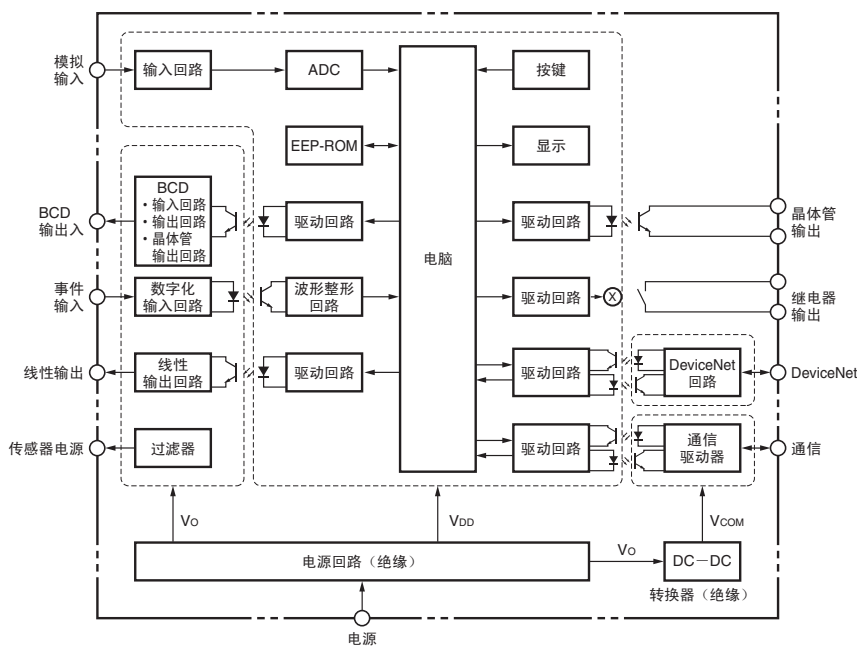 模拟
输入
输入回路
ADC
按键
EEP-ROM
显示
BCD
输出入
BCD
・输入回路
・输出回路
・晶体管
输出回路
驱动回路
电脑
驱动回路
晶体管
输出
事件
输入
数字化
输入回路
波形整形
回路
驱动回路
X
继电器
输出
线性输出
线性
输出回路
驱动回路
驱动回路
DeviceNet
回路
DeviceNet
传感器电源
过滤器
驱动回路
通信
驱动器
通信
VO
VDD
VCOM
电源回路（绝缘）
VO
DC－DC
转换器（绝缘）
电源